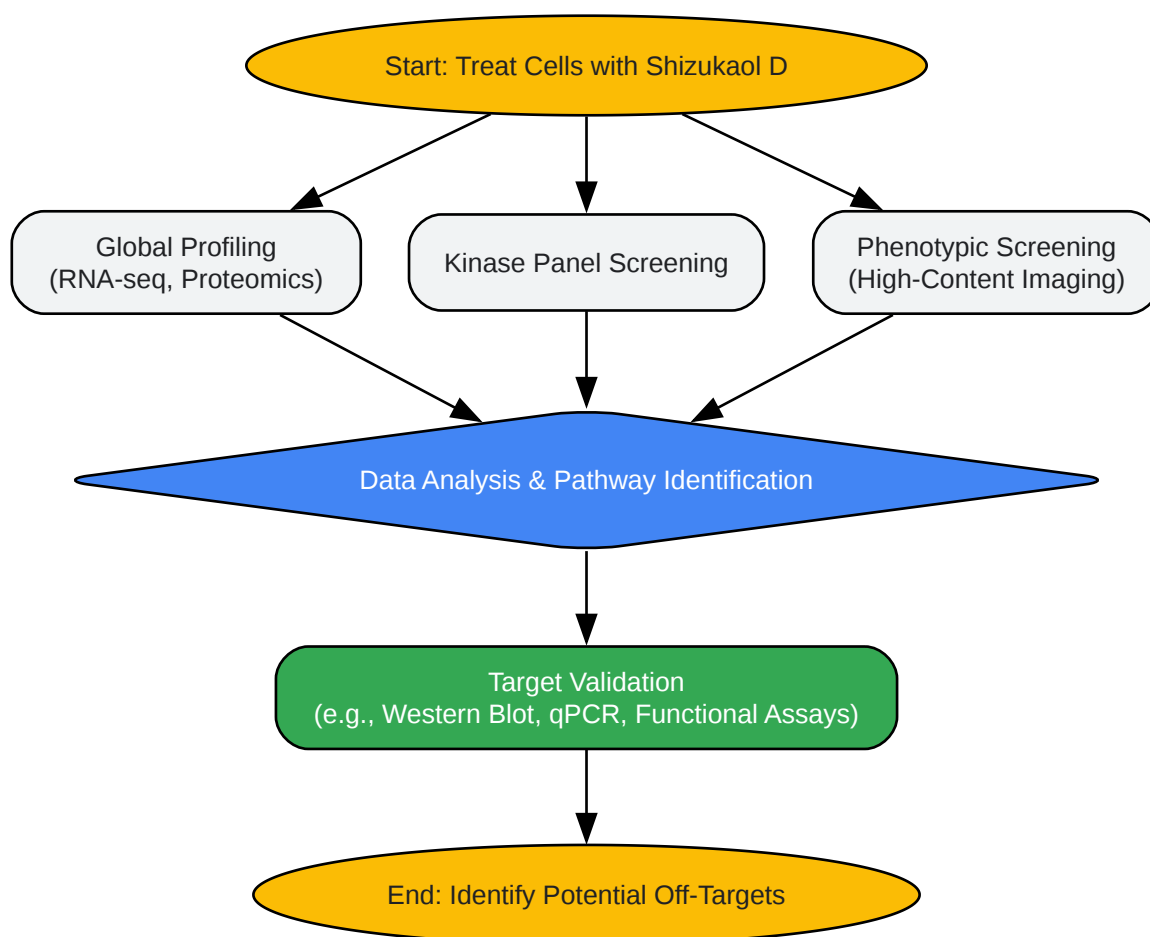 Start: Treat Cells with Shizukaol D
Global Profiling
(RNA-seq, Proteomics)
Kinase Panel Screening
Phenotypic Screening
(High-Content Imaging)
Data Analysis & Pathway Identification
Target Validation
(e.g., Western Blot, qPCR, Functional Assays)
End: Identify Potential Off-Targets